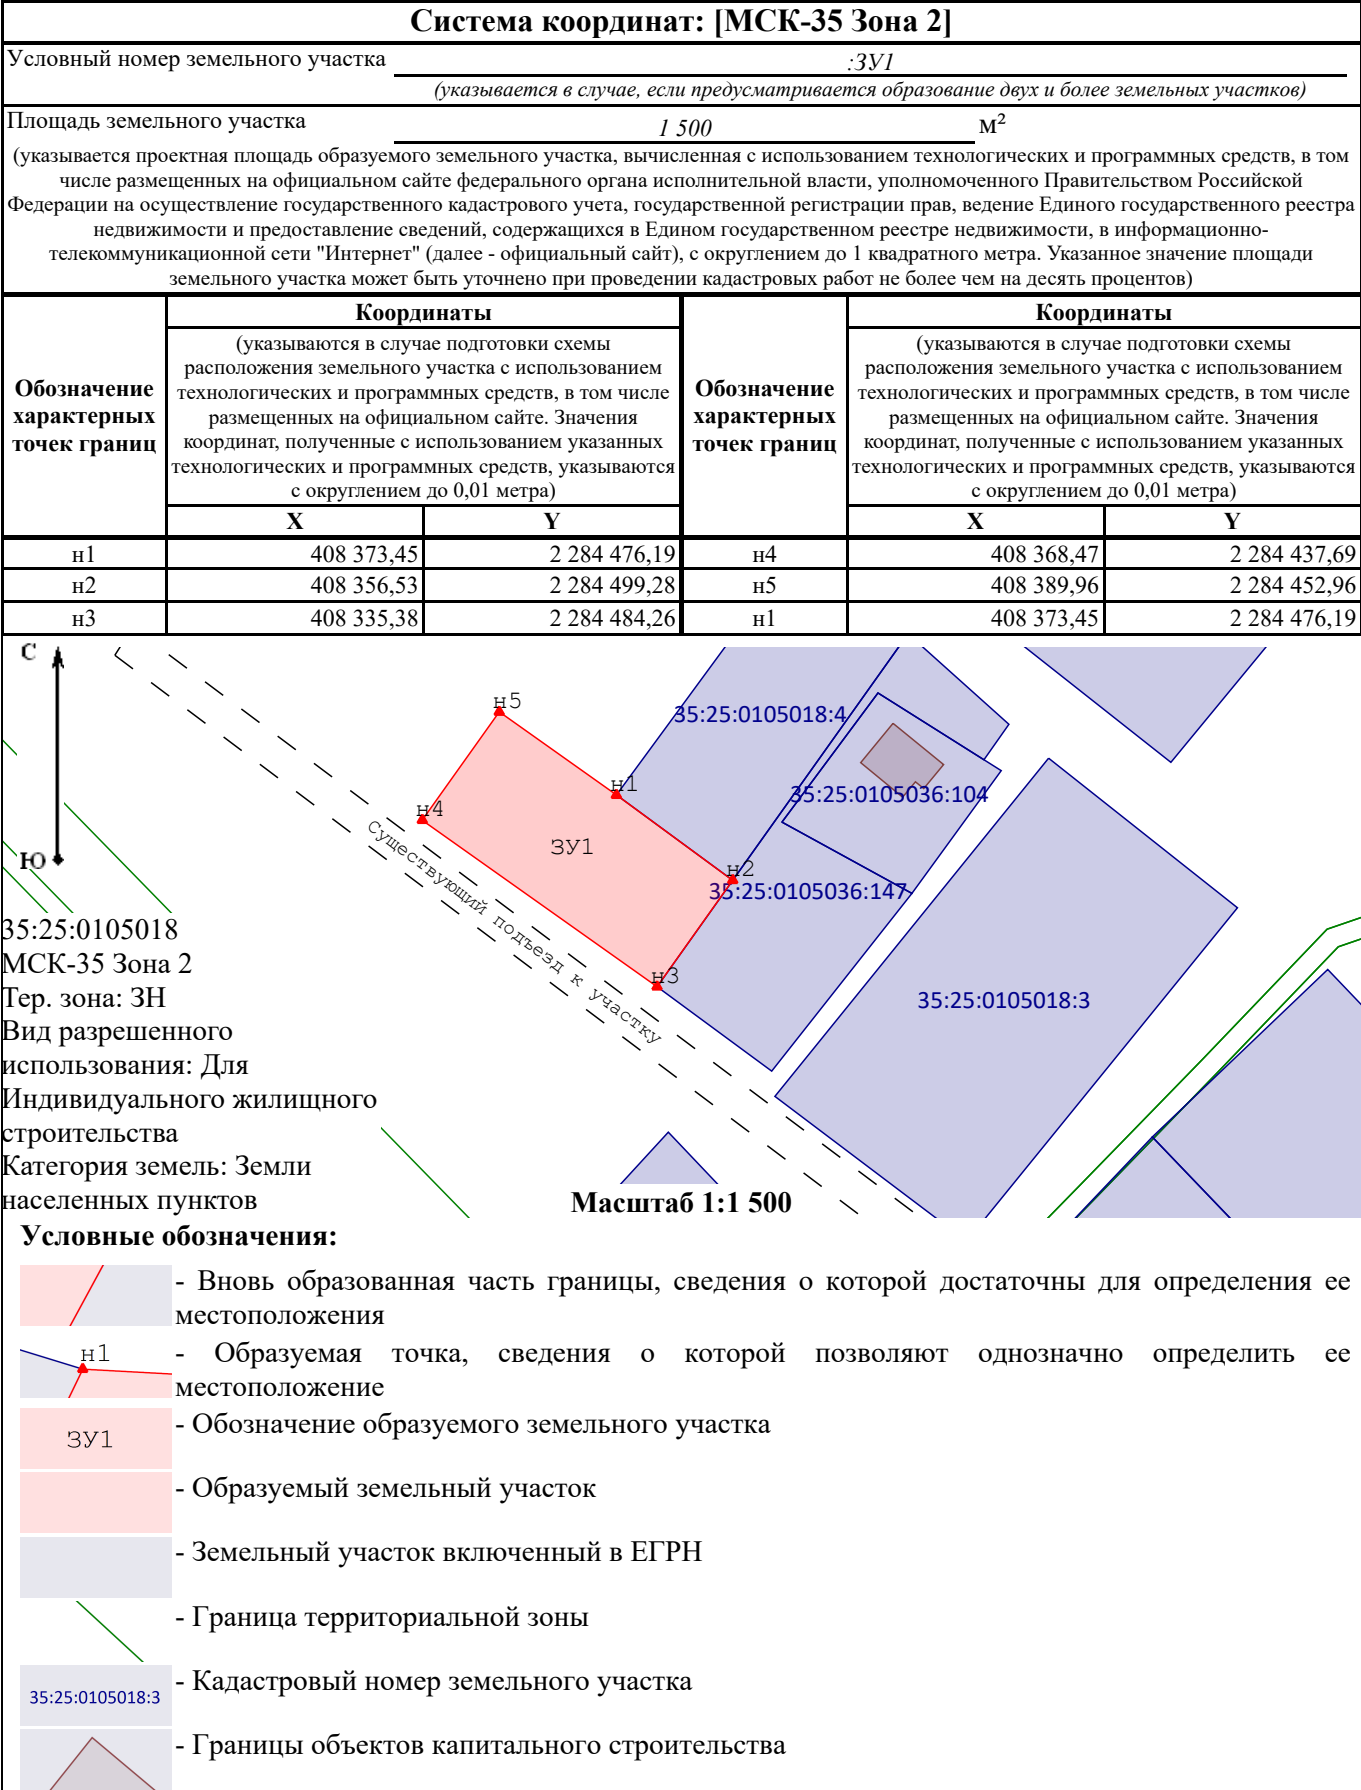 Система координат: [МСК-35 Зона 2]
Условный номер земельного участка :ЗУ1
(указывается в случае, если предусматривается образование двух и более земельных участков)
Площадь земельного участка 1 500 м²
(указывается проектная площадь образуемого земельного участка, вычисленная с использованием технологических и программных средств, в том
числе размещенных на официальном сайте федерального органа исполнительной власти, уполномоченного Правительством Российской
Федерации на осуществление государственного кадастрового учета, государственной регистрации прав, ведение Единого государственного реестра
недвижимости и предоставление сведений, содержащихся в Едином государственном реестре недвижимости, в информационно-
телекоммуникационной сети "Интернет" (далее - официальный сайт), с округлением до 1 квадратного метра. Указанное значение площади
земельного участка может быть уточнено при проведении кадастровых работ не более чем на десять процентов)
Обозначение
характерных
точек границ
Координаты
(указываются в случае подготовки схемы
расположения земельного участка с использованием
технологических и программных средств, в том числе
размещенных на официальном сайте. Значения
координат, полученные с использованием указанных
технологических и программных средств, указываются
с округлением до 0,01 метра)
X Y
Обозначение
характерных
точек границ
Координаты
(указываются в случае подготовки схемы
расположения земельного участка с использованием
технологических и программных средств, в том числе
размещенных на официальном сайте. Значения
координат, полученные с использованием указанных
технологических и программных средств, указываются
с округлением до 0,01 метра)
X Y
н1 408 373,45 2 284 476,19 н4 408 368,47 2 284 437,69
н2 408 356,53 2 284 499,28 н5 408 389,96 2 284 452,96
н3 408 335,38 2 284 484,26 н1 408 373,45 2 284 476,19
С
Ю
н5
35:25:0105018:4
н1
35:25:0105036:104
н4
ЗУ1
н2
35:25:0105036:147
Существующий подъезд к участку
н3
35:25:0105018:3
35:25:0105018
МСК-35 Зона 2
Тер. зона: ЗН
Вид разрешенного
использования: Для
Индивидуального жилищного
строительства
Категория земель: Земли
населенных пунктов
Масштаб 1:1 500
Условные обозначения:
- Вновь образованная часть границы, сведения о которой достаточны для определения ее
местоположения
н1
- Образуемая точка, сведения о которой позволяют однозначно определить ее
местоположение
ЗУ1
- Обозначение образуемого земельного участка
- Образуемый земельный участок
- Земельный участок включенный в ЕГРН
- Граница территориальной зоны
35:25:0105018:3
- Кадастровый номер земельного участка
- Границы объектов капитального строительства